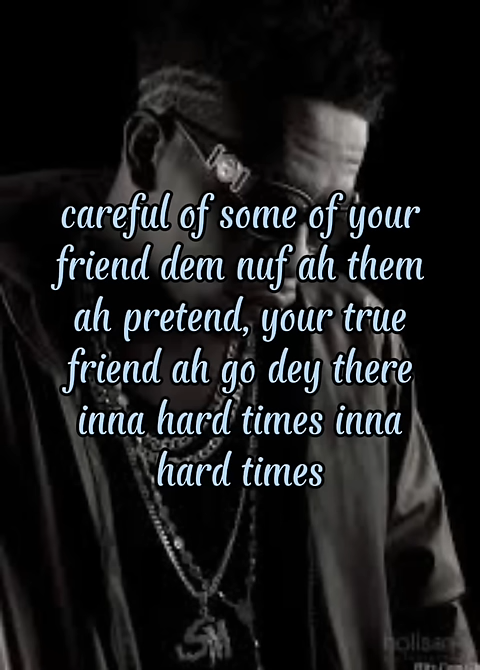 careful of some of your
friend dem nuf ah them
ah pretend, your true
friend ah go dey there
inna hard times inna
hard times